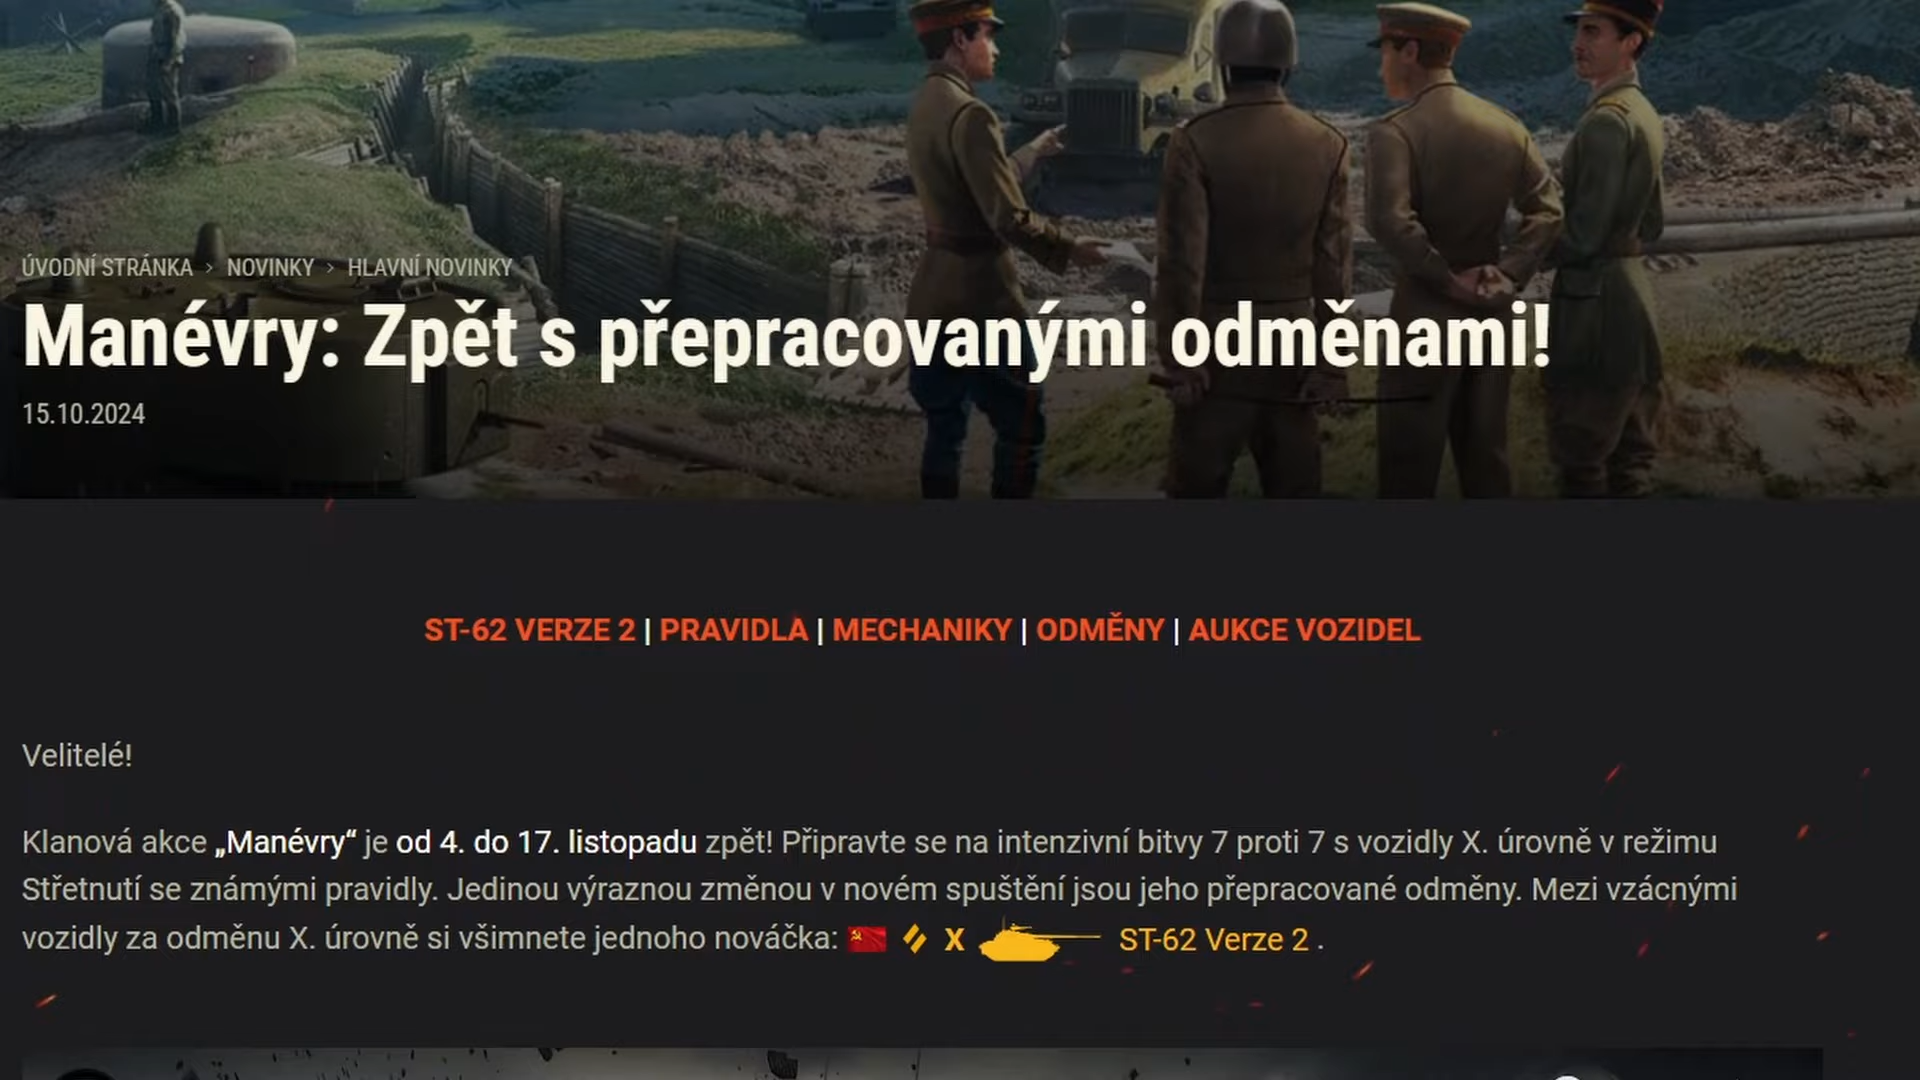 ÚVODNÍ STRÁNKA > NOVINKY > HLAVNÍ NOVINKY
Manévry: Zpět s přepracovanými odměnami!
15.10.2024
ST-62 VERZE 2 | PRAVIDLA | MECHANIKY | ODMĚNY | AUKCE VOZIDEL
Velitelé!
Klanová akce „Manévry“ je od 4. do 17. listopadu zpět! Připravte se na intenzivní bitvy 7 proti 7 s vozidly X. úrovně v režimu
Střetnutí se známými pravidly. Jedinou výraznou změnou v novém spuštění jsou jeho přepracované odměny. Mezi vzácnými
vozidly za odměnu X. úrovně si všimnete jednoho nováčka: X ST-62 Verze 2 .